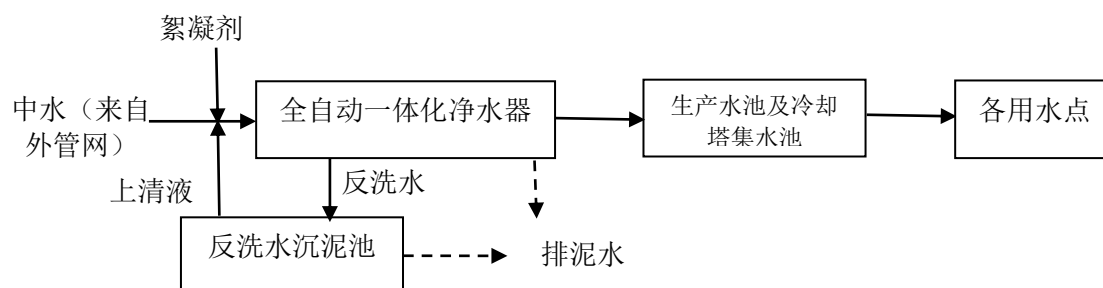 絮凝剂
中水（来自
外管网）
全自动一体化净水器
生产水池及冷却
塔集水池
各用水点
上清液
反洗水
反洗水沉泥池
排泥水